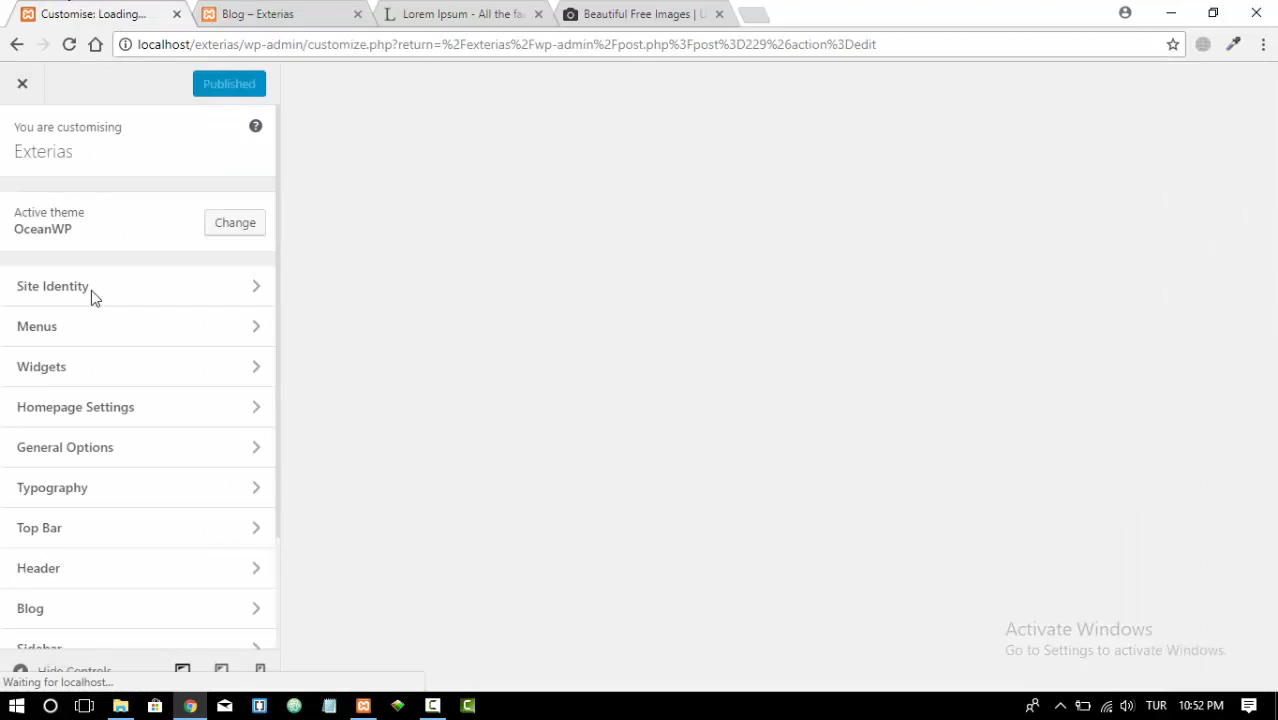 Customise: Loading...
Blog – Exterias
Lorem Ipsum - All the fa
Beautiful Free Images | U
localhost/exterias/wp-admin/customize.php?return=%2Fexterias%2Fwp-admin%2Fpost.php%3Fpost%3D229%26action%3Dedit
Published
You are customising
Exterias
Active theme
OceanWP
Change
Site Identity
Menus
Widgets
Homepage Settings
General Options
Typography
Top Bar
Header
Blog
Sidebar
Hide Controls
Activate Windows
Go to Settings to activate Windows.
Waiting for localhost...
TUR
10:52 PM